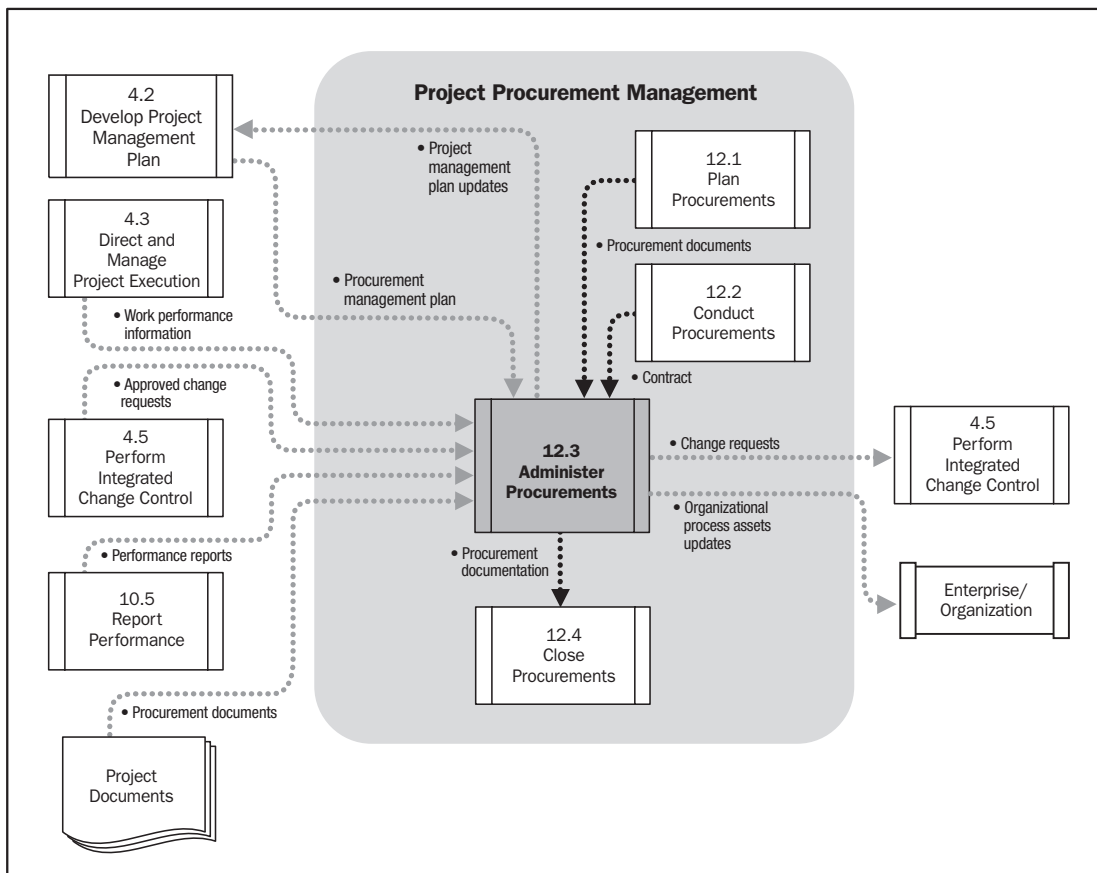 Project Procurement Management
4.2
Develop Project
Management
Plan
• Project
management
plan updates
12.1
Plan
Procurements
4.3
Direct and
Manage
Project Execution
• Procurement documents
• Procurement
management plan
12.2
Conduct
Procurements
• Work performance
information
• Contract
• Approved change
requests
4.5
Perform
Integrated
Change Control
12.3
Administer
Procurements
• Change requests
4.5
Perform
Integrated
Change Control
• Organizational
process assets
updates
• Performance reports
• Procurement
documentation
10.5
Report
Performance
Enterprise/
Organization
12.4
Close
Procurements
• Procurement documents
Project
Documents